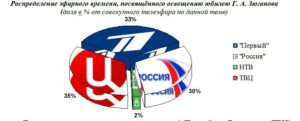 Распределение эфирного времени, посвящённого освещению юбилею Г. А. Зюганова
(доля в % от совокупного телеэфира по данной теме)
33%
"Первый"
"Россия"
НТВ
ТВЦ
РОССИЯ
35%
30%
2%